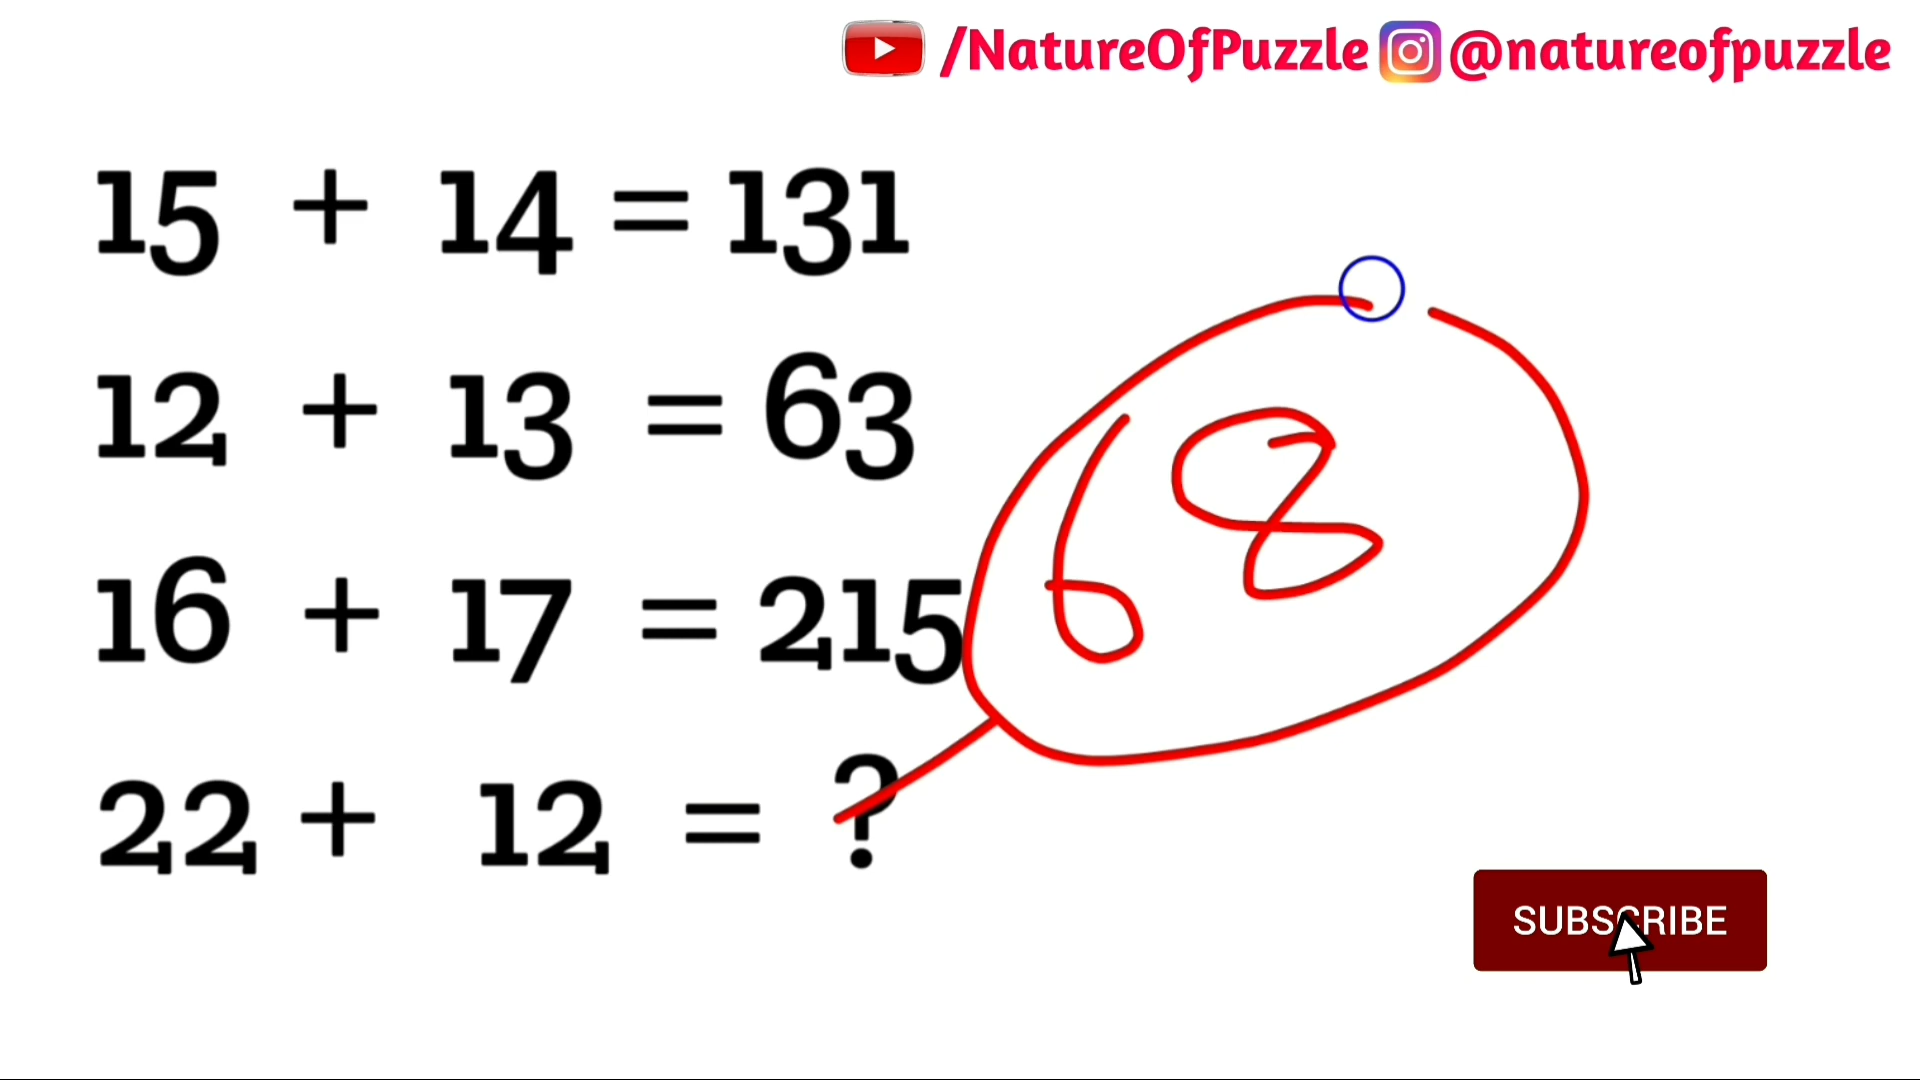 /NatureOfPuzzle @natureofpuzzle
15 + 14 = 131
12 + 13 = 63
16 + 17 = 215
22 + 12 = ?
68
SUBSCRIBE